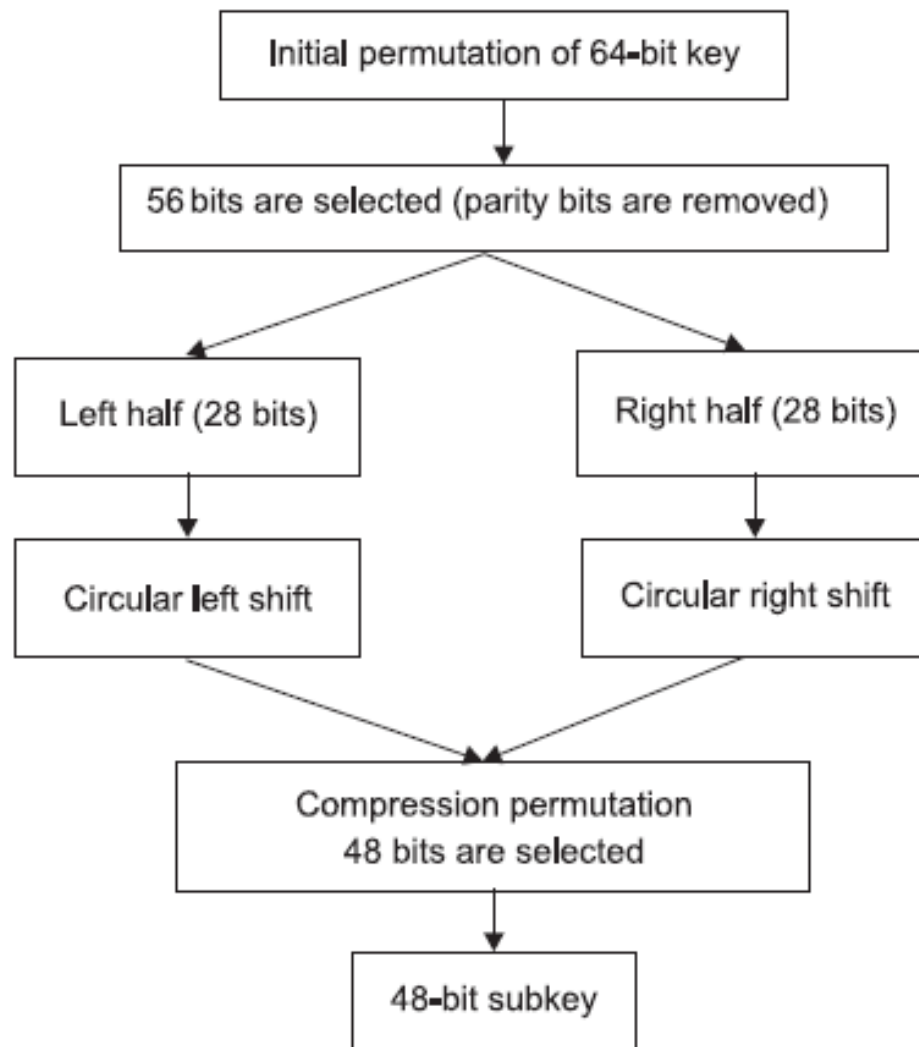 Initial permutation of 64-bit key
56 bits are selected (parity bits are removed)
Left half (28 bits)
Right half (28 bits)
Circular left shift
Circular right shift
Compression permutation
48 bits are selected
48-bit subkey